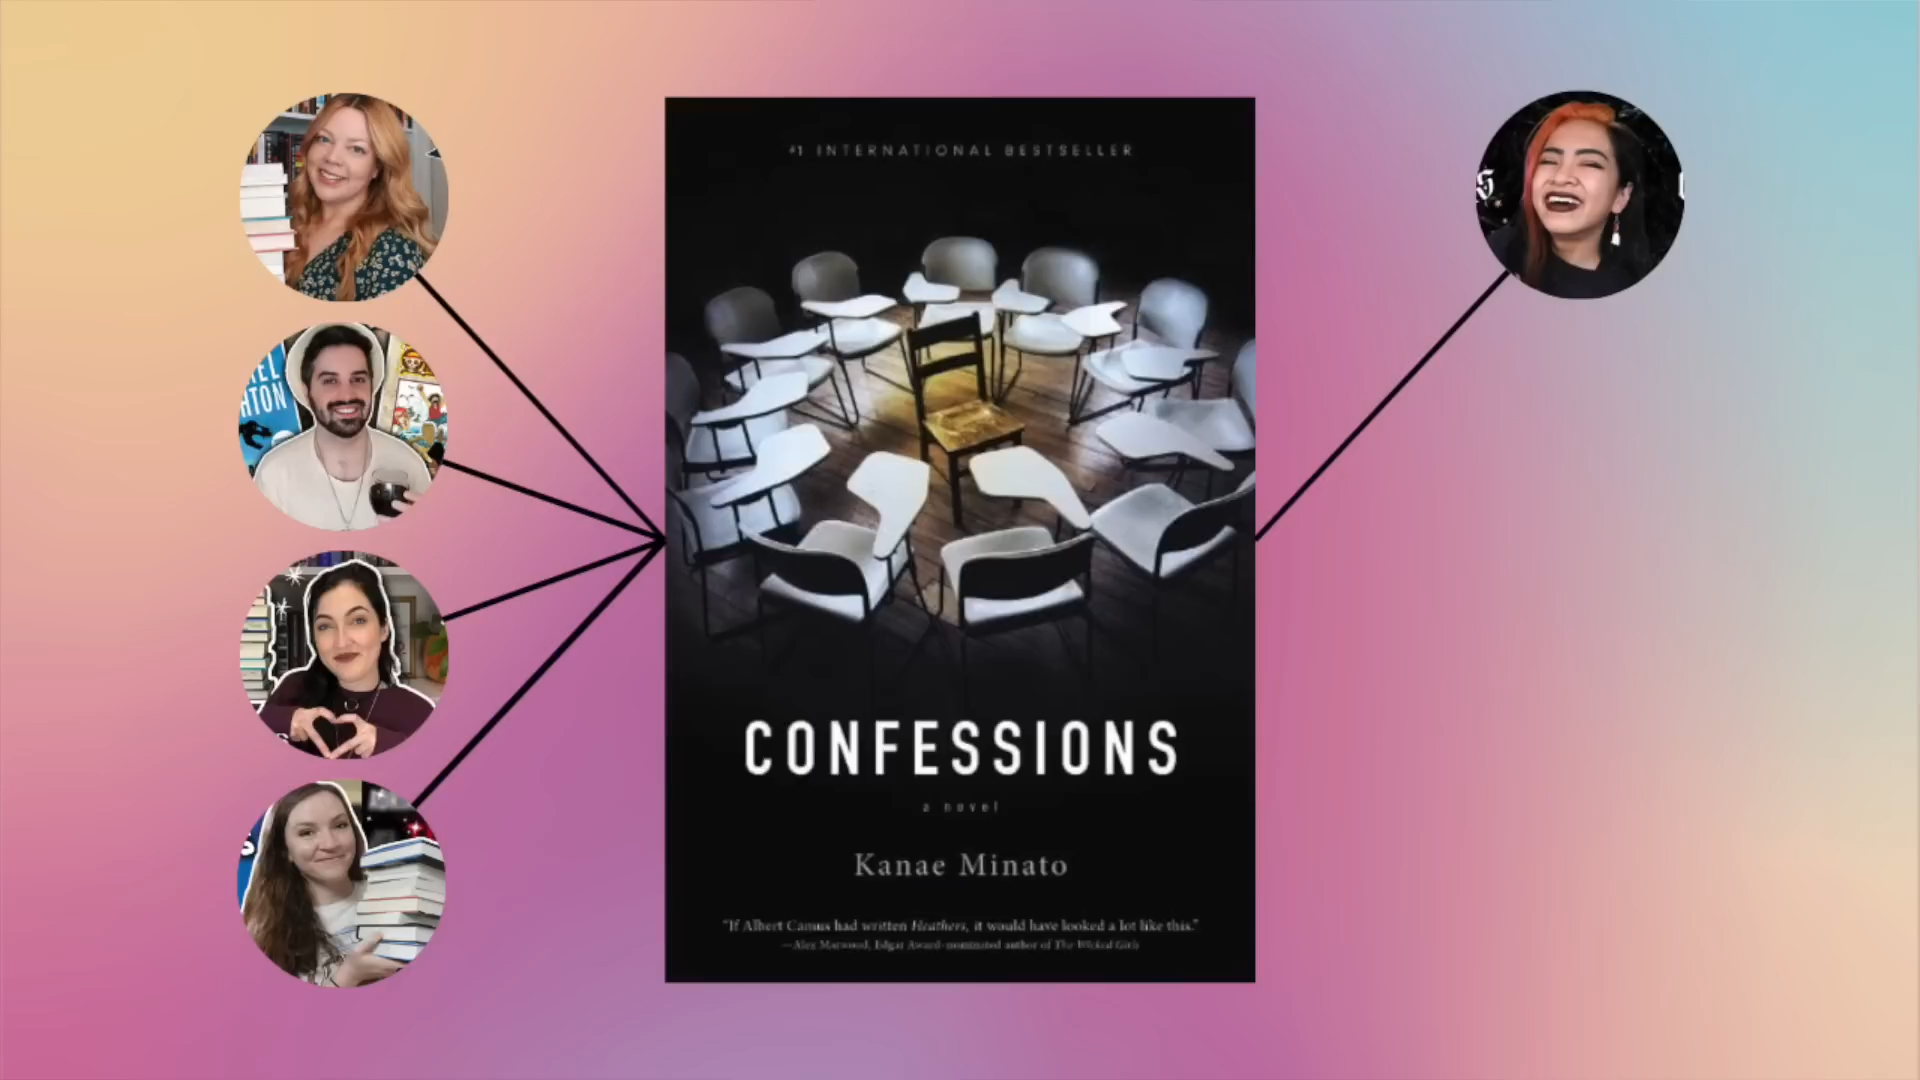 #1 INTERNATIONAL BESTSELLER
CONFESSIONS
a novel
Kanae Minato
"If Albert Camus had written Heathers, it would have looked a lot like this."
—Alex Marwood, Edgar Award-nominated author of The Wicked Girls
HTON